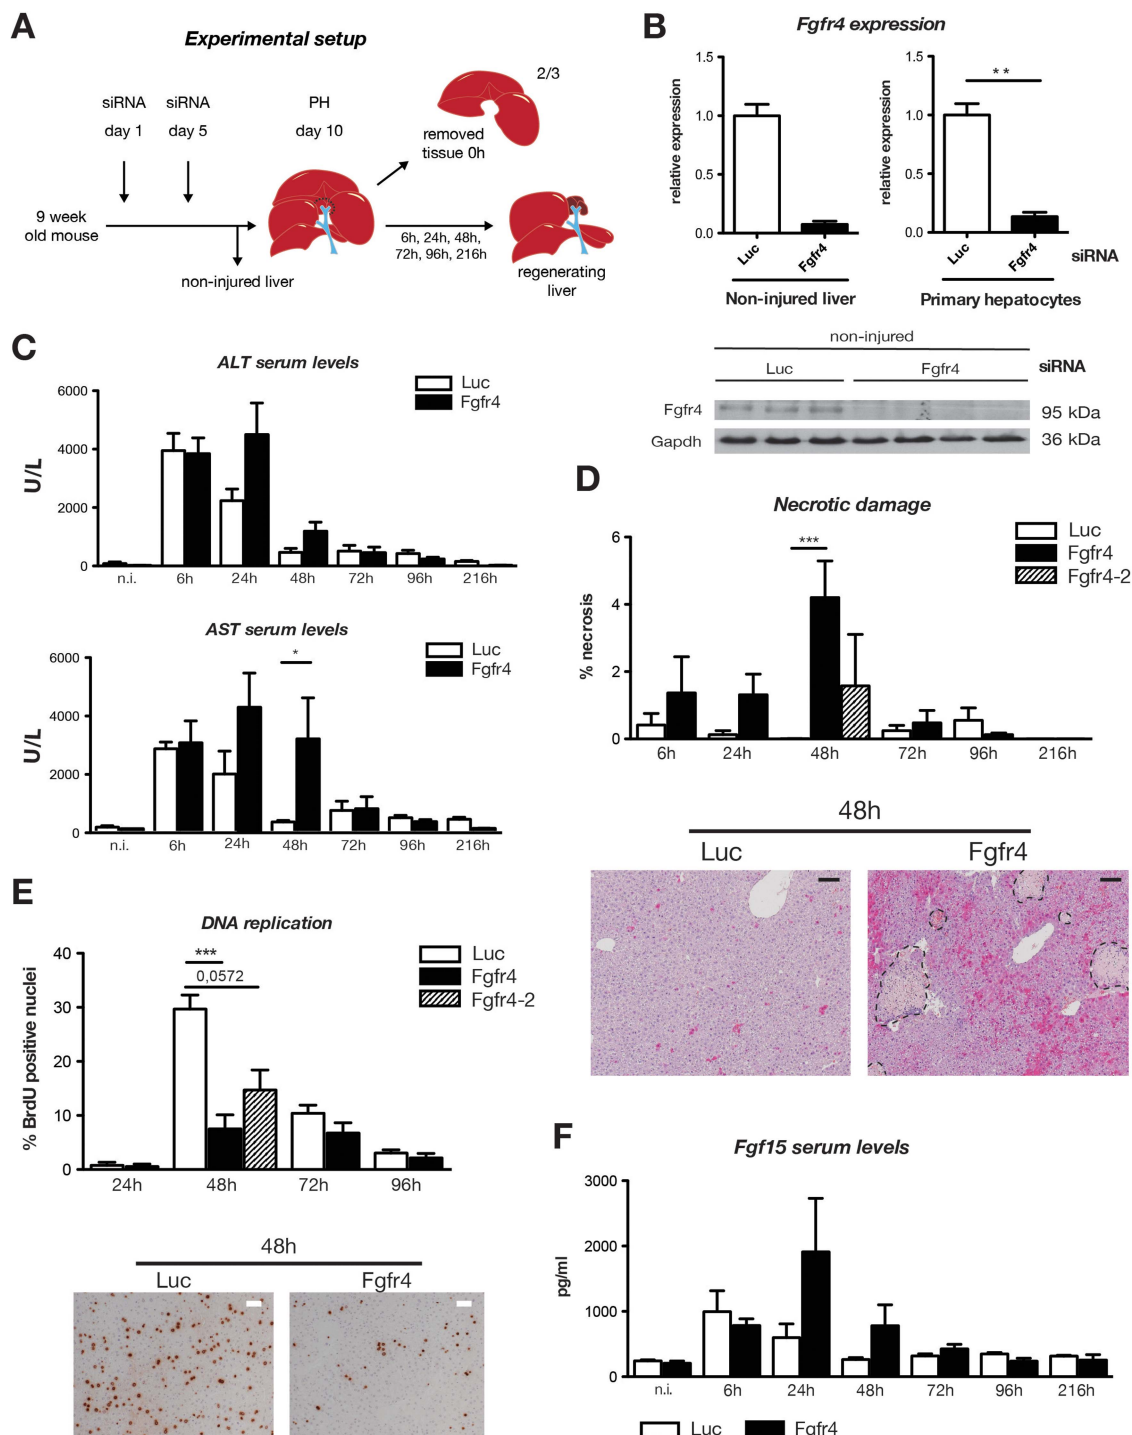 A
Experimental setup
siRNA
day 1
siRNA
day 5
PH
day 10
2/3
removed
tissue 0h
9 week
old mouse
6h, 24h, 48h,
72h, 96h, 216h
non-injured liver
regenerating
liver
B
Fgfr4 expression
relative expression
1.5
1.0
0.5
0.0
Luc
Fgfr4
Non-injured liver
relative expression
1.5
1.0
0.5
0.0
**
Luc
Fgfr4
siRNA
Primary hepatocytes
non-injured
Luc
Fgfr4
siRNA
Fgfr4
95 kDa
Gapdh
36 kDa
C
ALT serum levels
Luc
Fgfr4
U/L
6000
4000
2000
0
n.i.
6h
24h
48h
72h
96h
216h
AST serum levels
Luc
Fgfr4
U/L
6000
4000
2000
0
*
n.i.
6h
24h
48h
72h
96h
216h
D
Necrotic damage
Luc
Fgfr4
Fgfr4-2
% necrosis
6
4
2
0
***
6h
24h
48h
72h
96h
216h
48h
Luc
Fgfr4
E
DNA replication
Luc
Fgfr4
Fgfr4-2
% BrdU positive nuclei
40
30
20
10
0
***
0,0572
24h
48h
72h
96h
48h
Luc
Fgfr4
F
Fgf15 serum levels
pg/ml
3000
2000
1000
0
n.i.
6h
24h
48h
72h
96h
216h
Luc
Fgfr4